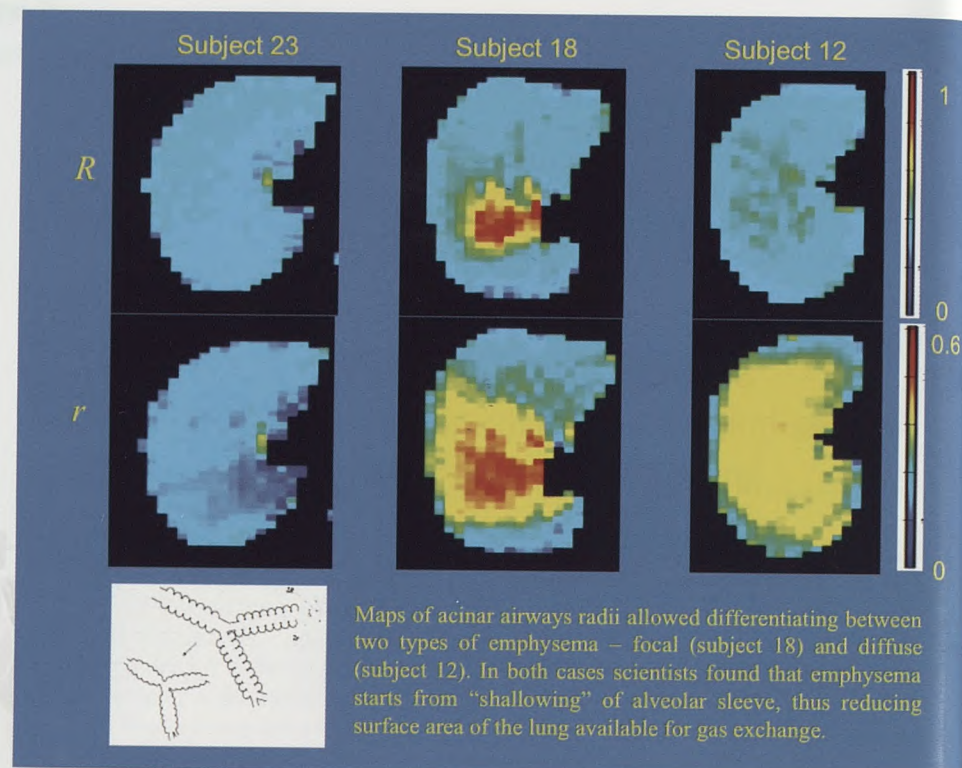 Subject 23 Subject 18 Subject 12
R
1
0
r
0.6
0
Maps of acinar airways radii allowed differentiating between
two types of emphysema – focal (subject 18) and diffuse
(subject 12). In both cases scientists found that emphysema
starts from “shallowing” of alveolar sleeve, thus reducing
surface area of the lung available for gas exchange.